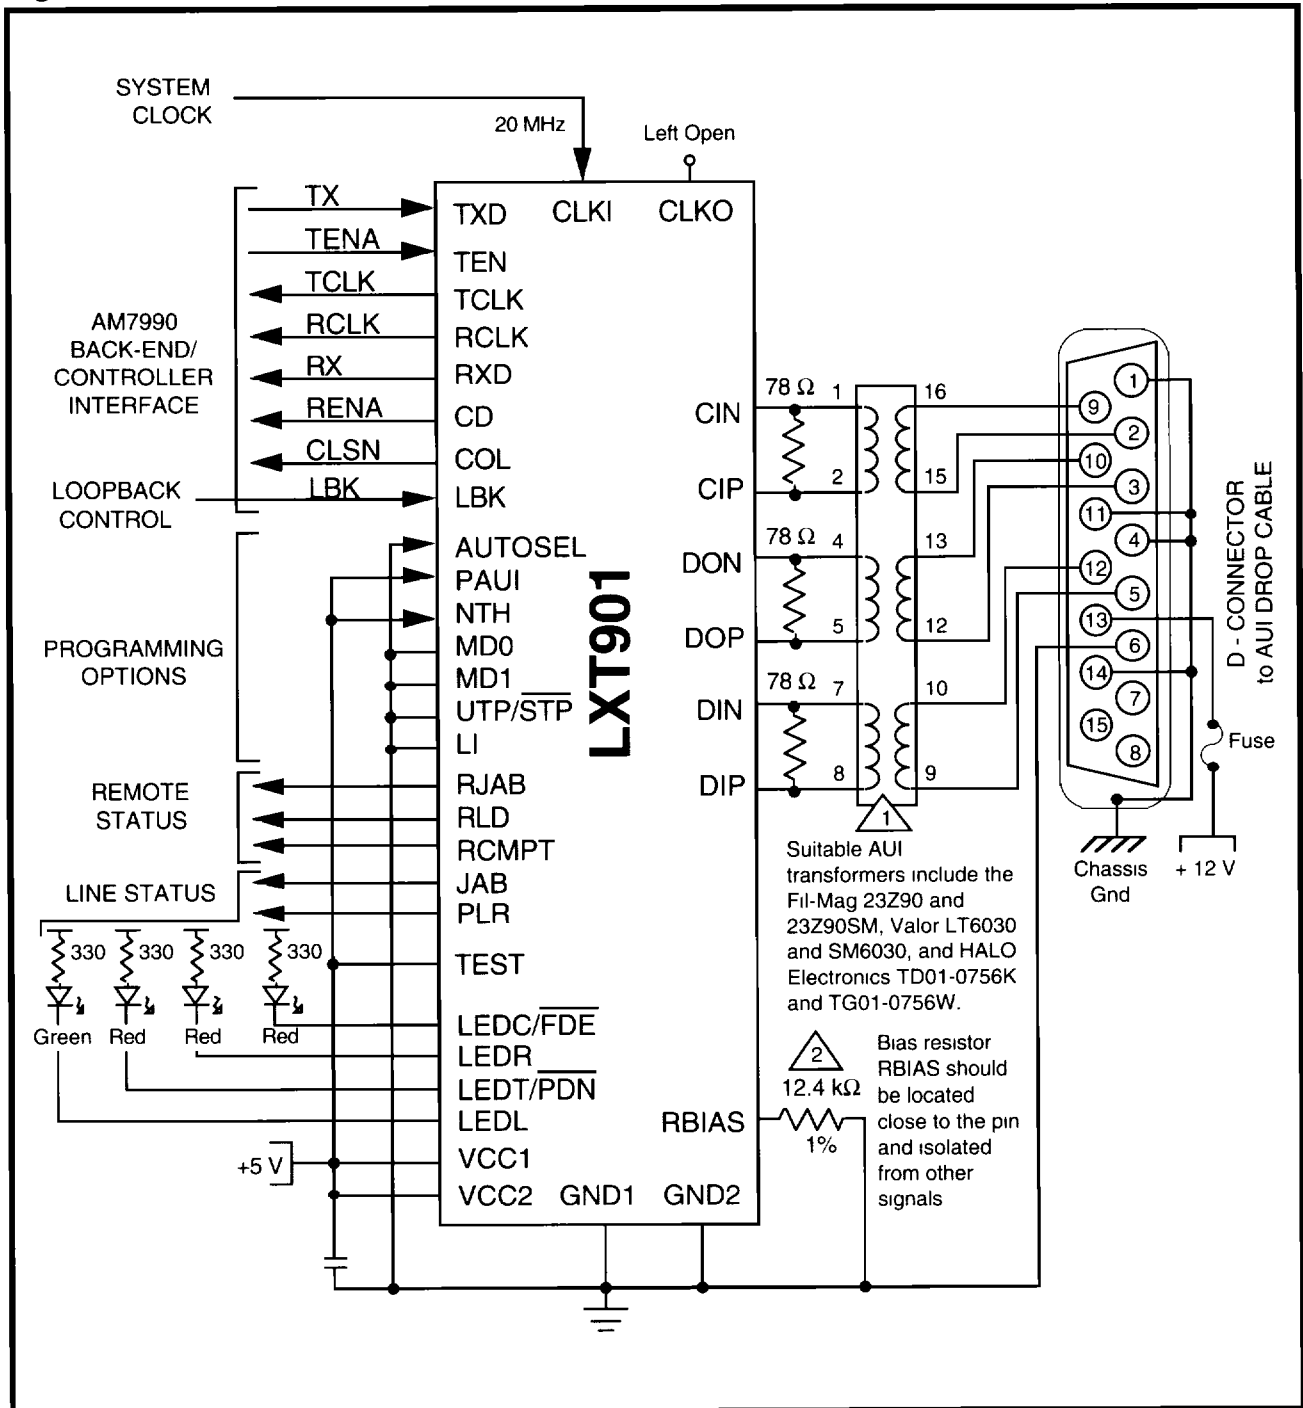 SYSTEM
CLOCK
20 MHz
Left Open
TX
TENA
TCLK
RCLK
RX
RENA
CLSN
LBK
AM7990
BACK-END/
CONTROLLER
INTERFACE
LOOPBACK
CONTROL
PROGRAMMING
OPTIONS
REMOTE
STATUS
LINE STATUS
330
330
330
330
Green
Red
Red
Red
+5 V
CLKI
CLKO
TXD
TEN
TCLK
RCLK
RXD
CD
COL
LBK
AUTOSEL
PAUI
NTH
MD0
MD1
UTP/STP
LI
RJAB
RLD
RCMPT
JAB
PLR
TEST
LEDC/FDE
LEDR
LEDT/PDN
LEDL
VCC1
VCC2
GND1
GND2
LXT901
CIN
CIP
DON
DOP
DIN
DIP
RBIAS
78 Ω
1
16
2
15
78 Ω
4
13
5
12
78 Ω
7
10
8
9
1
9
2
10
3
11
4
12
5
13
6
14
7
15
8
D - CONNECTOR
to AUI DROP CABLE
Fuse
Chassis
Gnd
+ 12 V
1
Suitable AUI
transformers include the
Fil-Mag 23Z90 and
23Z90SM, Valor LT6030
and SM6030, and HALO
Electronics TD01-0756K
and TG01-0756W.
2
12.4 kΩ
1%
Bias resistor
RBIAS should
be located
close to the pin
and isolated
from other
signals